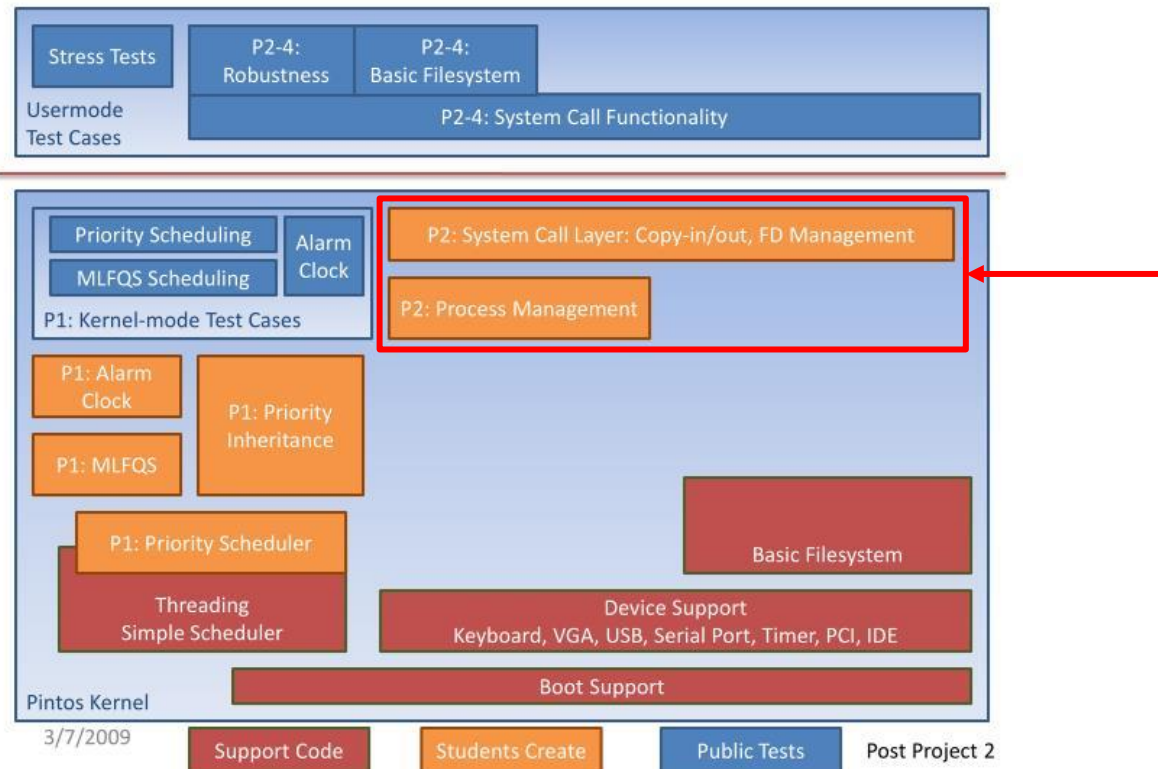 Stress Tests
P2-4:
Robustness
P2-4:
Basic Filesystem
Usermode
Test Cases
P2-4: System Call Functionality
Priority Scheduling
MLFQS Scheduling
Alarm
Clock
P1: Kernel-mode Test Cases
P2: System Call Layer: Copy-in/out, FD Management
P2: Process Management
P1: Alarm
Clock
P1: Priority
Inheritance
P1: MLFQS
P1: Priority Scheduler
Threading
Simple Scheduler
Basic Filesystem
Device Support
Keyboard, VGA, USB, Serial Port, Timer, PCI, IDE
Boot Support
Pintos Kernel
3/7/2009
Support Code
Students Create
Public Tests
Post Project 2